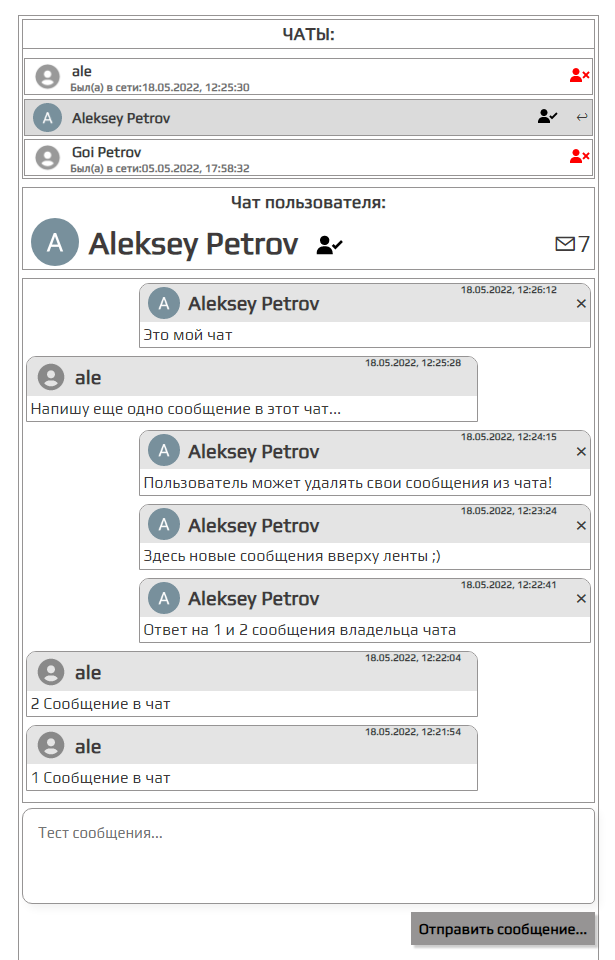 ЧАТЫ:
ale
Был(а) в сети:18.05.2022, 12:25:30
A Aleksey Petrov
Goi Petrov
Был(а) в сети:05.05.2022, 17:58:32
Чат пользователя:
A Aleksey Petrov 7
18.05.2022, 12:26:12
A Aleksey Petrov ×
Это мой чат
18.05.2022, 12:25:28
ale
Напишу еще одно сообщение в этот чат...
18.05.2022, 12:24:15
A Aleksey Petrov ×
Пользователь может удалять свои сообщения из чата!
18.05.2022, 12:23:24
A Aleksey Petrov ×
Здесь новые сообщения вверху ленты ;)
18.05.2022, 12:22:41
A Aleksey Petrov ×
Ответ на 1 и 2 сообщения владельца чата
18.05.2022, 12:22:04
ale
2 Сообщение в чат
18.05.2022, 12:21:54
ale
1 Сообщение в чат
Тест сообщения...
Отправить сообщение...